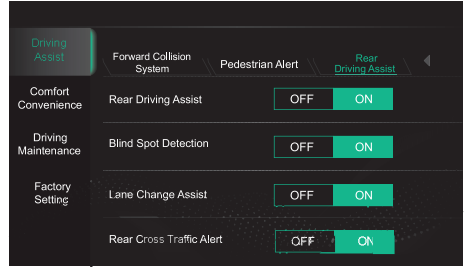 Driving
Assist
Forward Collision
System
Pedestrian Alert
Rear
Driving Assist
Comfort
Convenience
Rear Driving Assist
OFF
ON
Driving
Maintenance
Blind Spot Detection
OFF
ON
Factory
Setting
Lane Change Assist
OFF
ON
Rear Cross Traffic Alert
OFF
ON